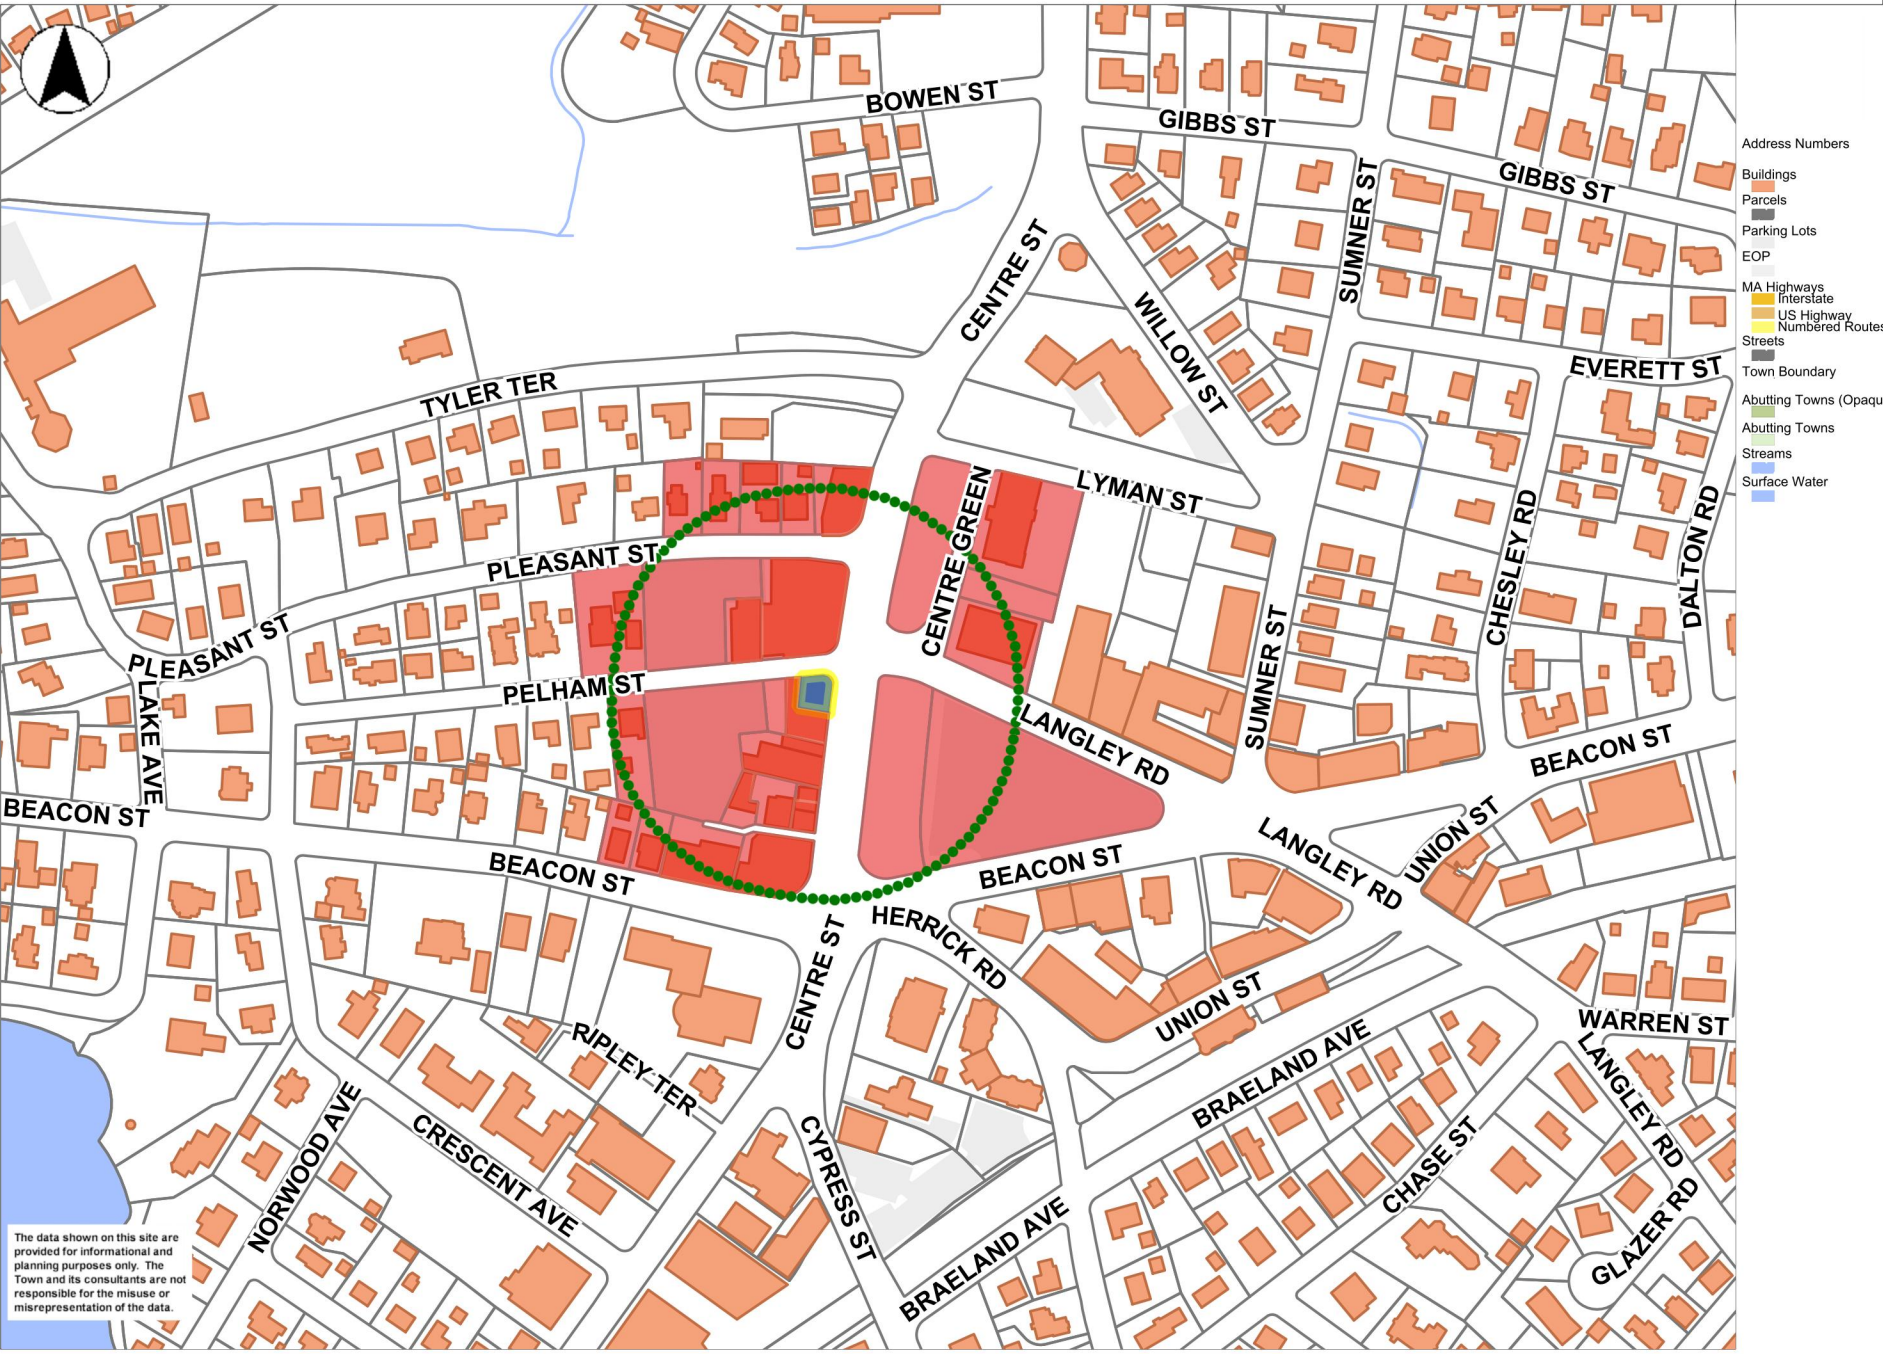 BOWEN ST
GIBBS ST
GIBBS ST
SUMNER ST
CENTRE ST
WILLOW ST
EVERETT ST
TYLER TER
CENTRE GREEN
LYMAN ST
CHESLEY RD
DALTON RD
PLEASANT ST
PLEASANT ST
PELHAM ST
LAKE AVE
SUMNER ST
LANGLEY RD
BEACON ST
BEACON ST
BEACON ST
BEACON ST
UNION ST
LANGLEY RD
HERRICK RD
CENTRE ST
UNION ST
WARREN ST
LANGLEY RD
RIPLEY TER
BRAELAND AVE
NORWOOD AVE
CRESCENT AVE
CYPRESS ST
CHASE ST
GLAZER RD
BRAELAND AVE
Address Numbers
Buildings
Parcels
Parking Lots
EOP
MA Highways
Interstate
US Highway
Numbered Routes
Streets
Town Boundary
Abutting Towns (Opaqu
Abutting Towns
Streams
Surface Water
The data shown on this site are
provided for informational and
planning purposes only. The
Town and its consultants are not
responsible for the misuse or
misrepresentation of the data.